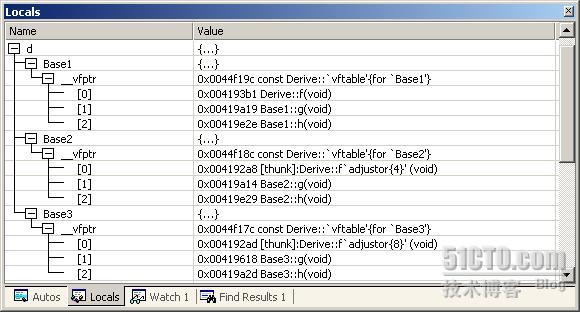 Locals
Name Value
d {...}
Base1 {...}
__vfptr 0x0044f19c const Derive::`vftable'{for `Base1'}
[0] 0x004193b1 Derive::f(void)
[1] 0x00419a19 Base1::g(void)
[2] 0x00419e2e Base1::h(void)
Base2 {...}
__vfptr 0x0044f18c const Derive::`vftable'{for `Base2'}
[0] 0x004192a8 [thunk]:Derive::f`adjustor{4}' (void)
[1] 0x00419a14 Base2::g(void)
[2] 0x00419e29 Base2::h(void)
Base3 {...}
__vfptr 0x0044f17c const Derive::`vftable'{for `Base3'}
[0] 0x004192ad [thunk]:Derive::f`adjustor{8}' (void)
[1] 0x00419618 Base3::g(void)
[2] 0x00419a2d Base3::h(void)
51CTO.com
技术博客 Blog
Autos Locals Watch 1 Find Results 1